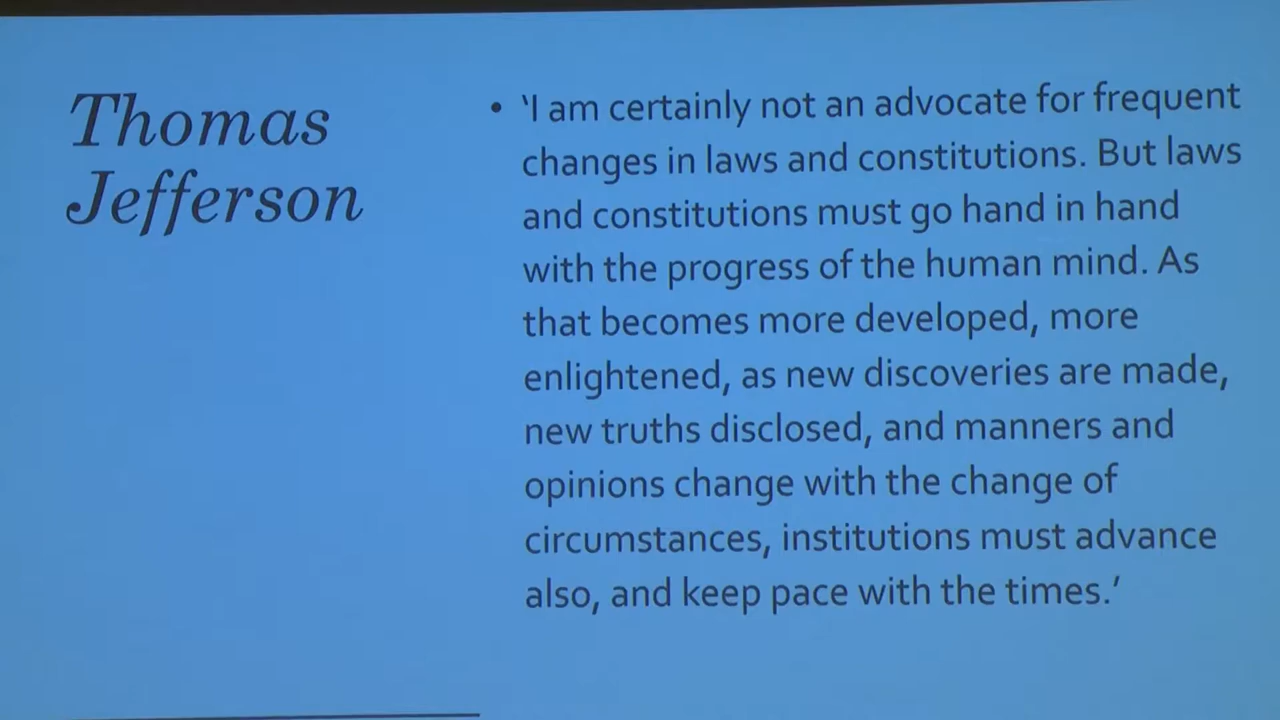 Thomas
Jefferson
• ‘I am certainly not an advocate for frequent
changes in laws and constitutions. But laws
and constitutions must go hand in hand
with the progress of the human mind. As
that becomes more developed, more
enlightened, as new discoveries are made,
new truths disclosed, and manners and
opinions change with the change of
circumstances, institutions must advance
also, and keep pace with the times.’